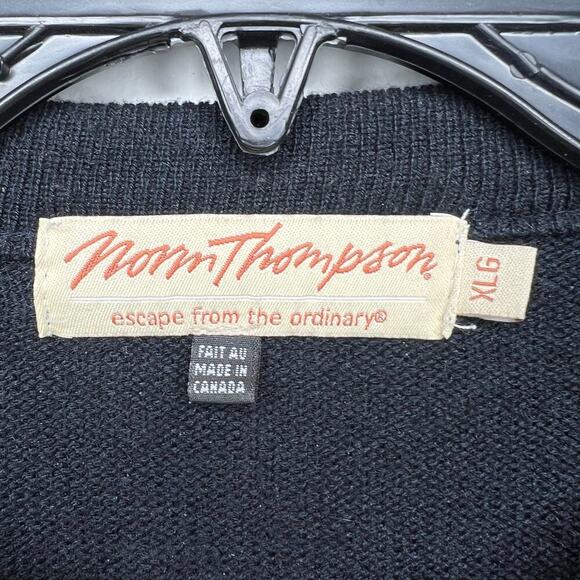 Norm Thompson®
escape from the ordinary®
XLG
FAIT AU
MADE IN
CANADA